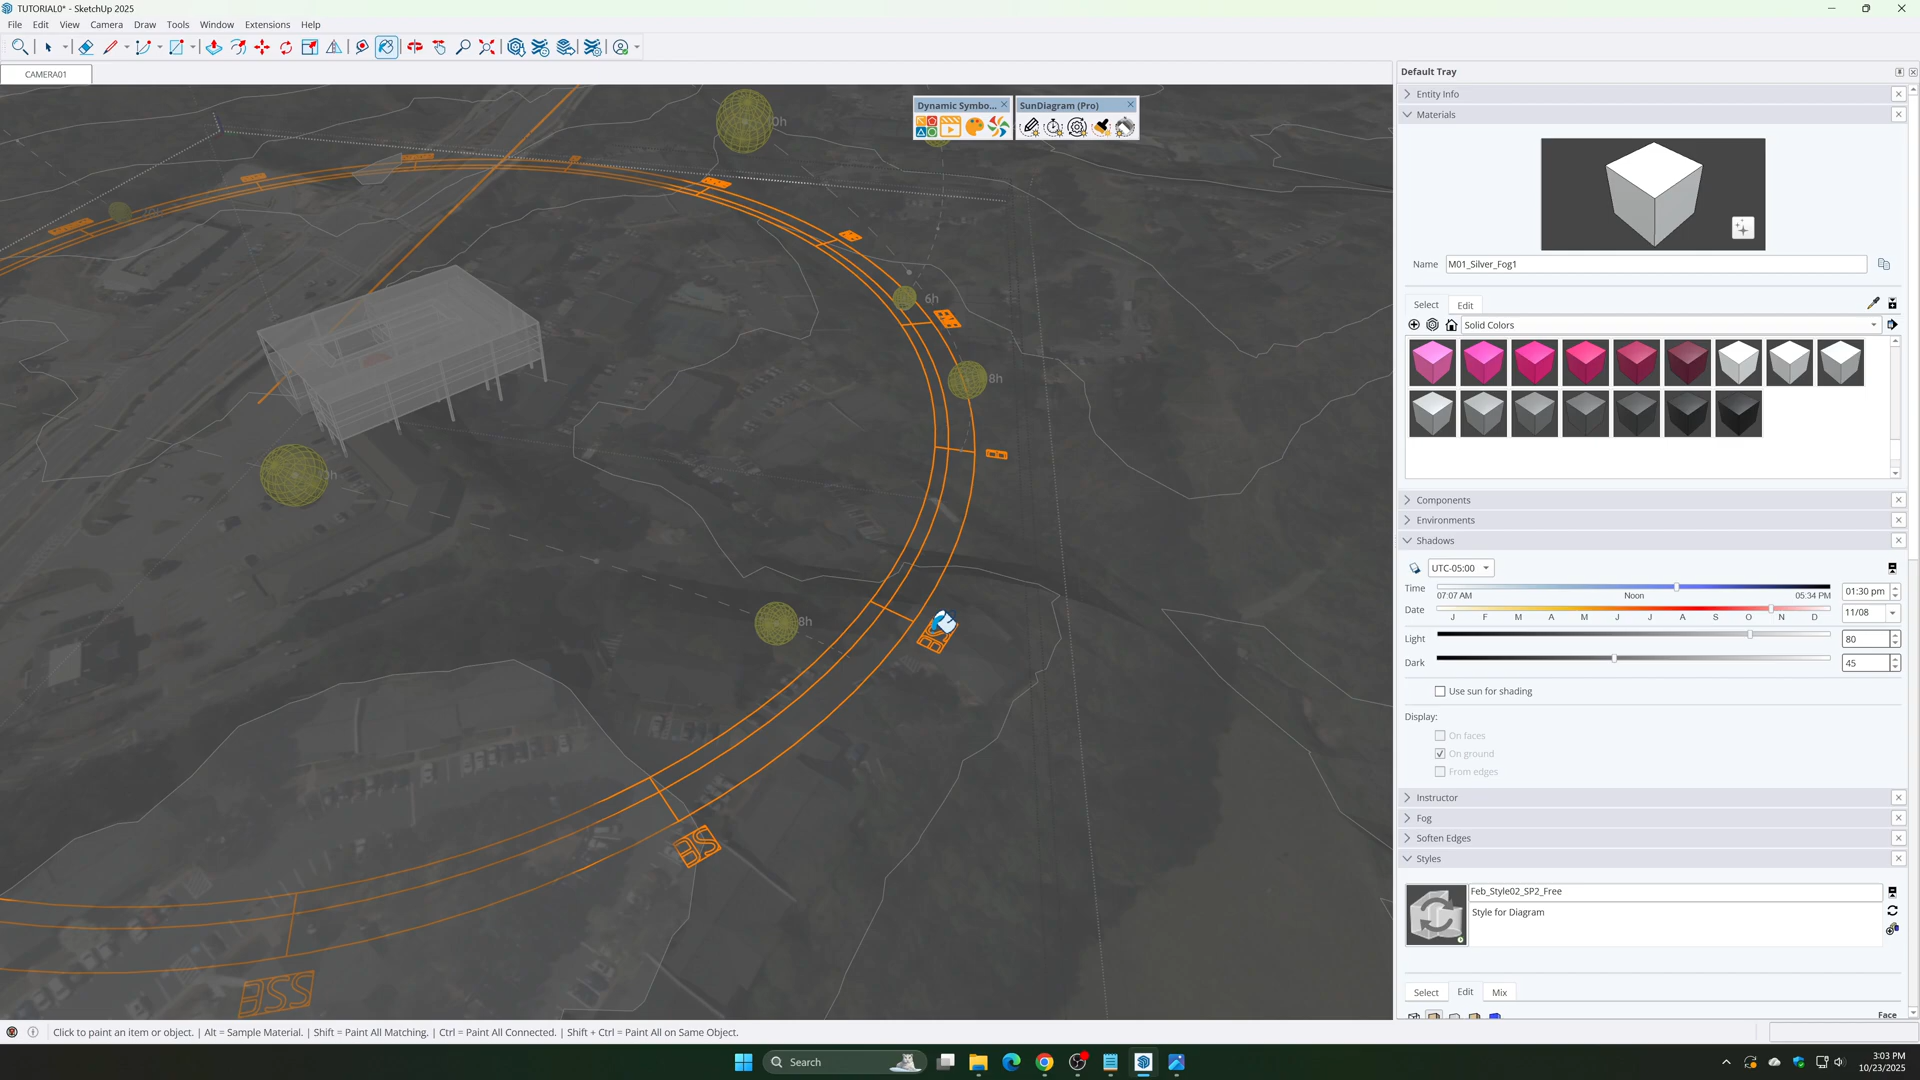 TUTORIAL0* - SketchUp 2025
File Edit View Camera Draw Tools Window Extensions Help
CAMERA01
Default Tray
Entity Info
Materials
Dynamic Symbo...
SunDiagram (Pro)
Name M01_Silver_Fog1
Select Edit
Solid Colors
6h
8h
8h
SE
SSE
Components
Environments
Shadows
UTC-05:00
Time 07:07 AM Noon 05:34 PM 01:30 pm
Date J F M A M J J A S O N D 11/08
Light 80
Dark 45
Use sun for shading
Display:
On faces
On ground
From edges
Instructor
Fog
Soften Edges
Styles
Feb_Style02_SP2_Free
Style for Diagram
Select Edit Mix
Face
Click to paint an item or object. | Alt = Sample Material. | Shift = Paint All Matching. | Ctrl = Paint All Connected. | Shift + Ctrl = Paint All on Same Object.
Search
3:03 PM
10/23/2025